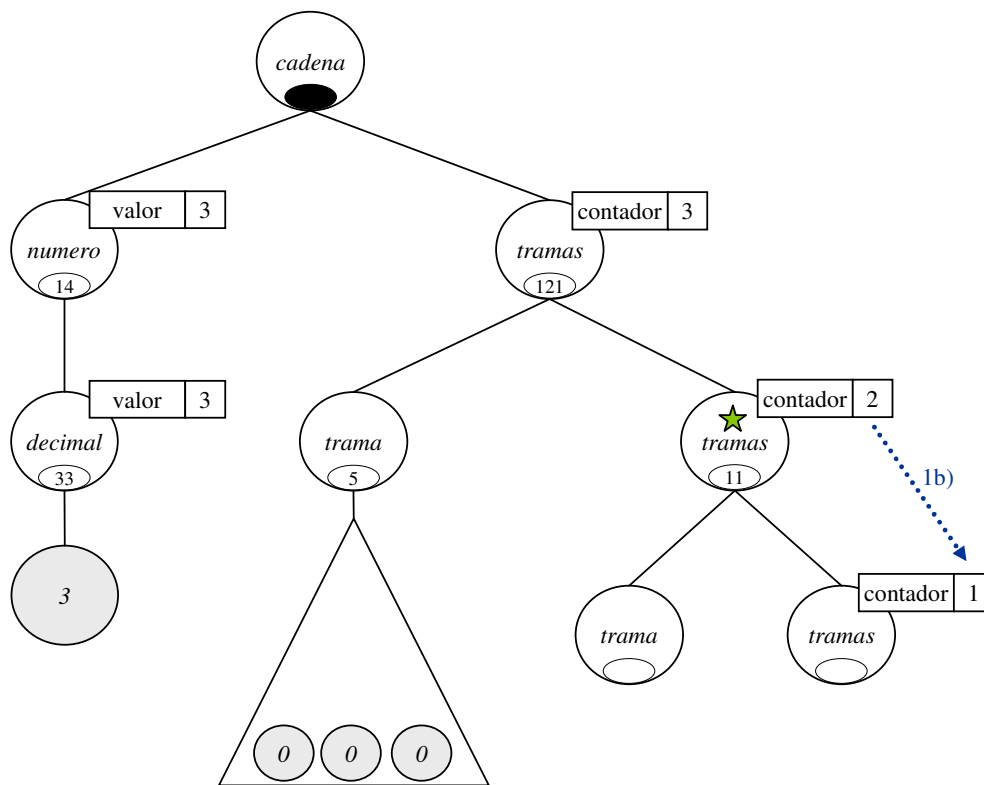 cadena
valor 3
contador 3
numero
tramas
14
121
valor 3
contador 2
decimal
trama
tramas
33
5
11
1b)
contador 1
3
trama
tramas
0 0 0